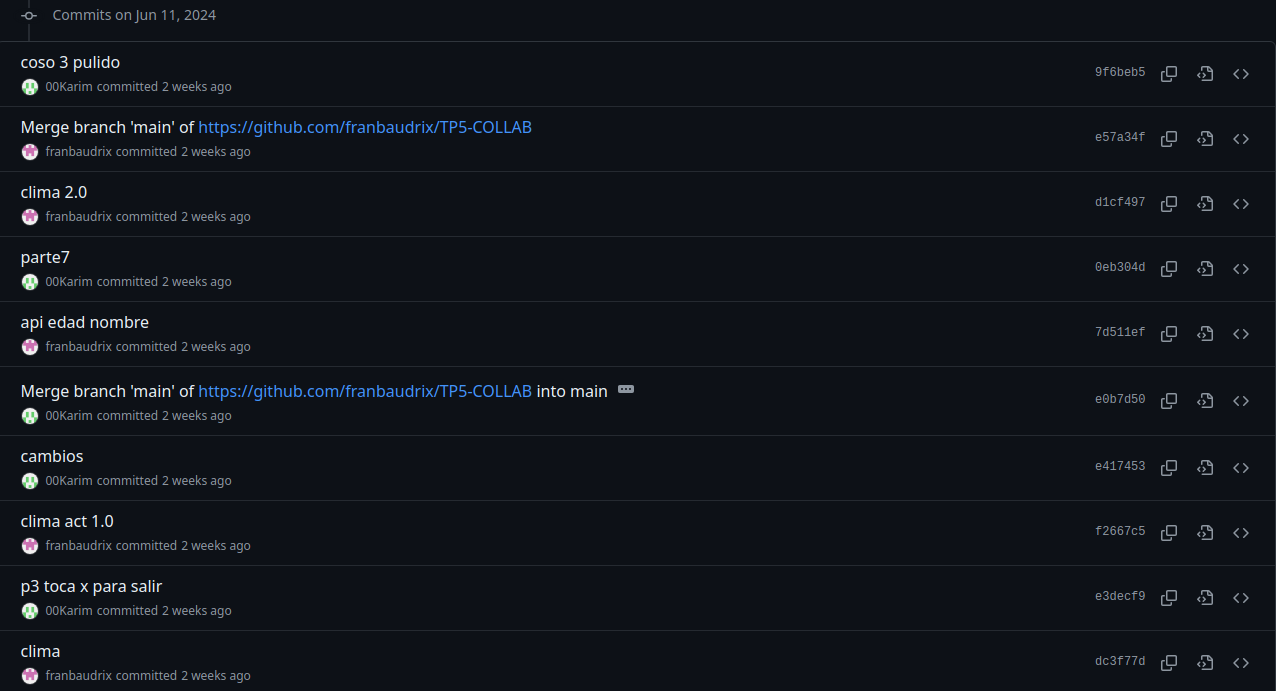 Commits on Jun 11, 2024
coso 3 pulido
00Karim committed 2 weeks ago
9f6beb5
Merge branch 'main' of https://github.com/franbaudrix/TP5-COLLAB
franbaudrix committed 2 weeks ago
e57a34f
clima 2.0
franbaudrix committed 2 weeks ago
d1cf497
parte7
00Karim committed 2 weeks ago
0eb304d
api edad nombre
franbaudrix committed 2 weeks ago
7d511ef
Merge branch 'main' of https://github.com/franbaudrix/TP5-COLLAB into main
00Karim committed 2 weeks ago
e0b7d50
cambios
00Karim committed 2 weeks ago
e417453
clima act 1.0
franbaudrix committed 2 weeks ago
f2667c5
p3 toca x para salir
00Karim committed 2 weeks ago
e3decf9
clima
franbaudrix committed 2 weeks ago
dc3f77d